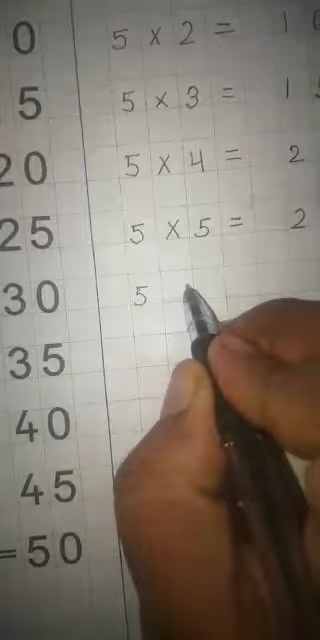 0 5 × 2 = 1
5 5 × 3 = 1 5
20 5 × 4 = 2
25 5 × 5 = 2
30 5
35
40
45
=50